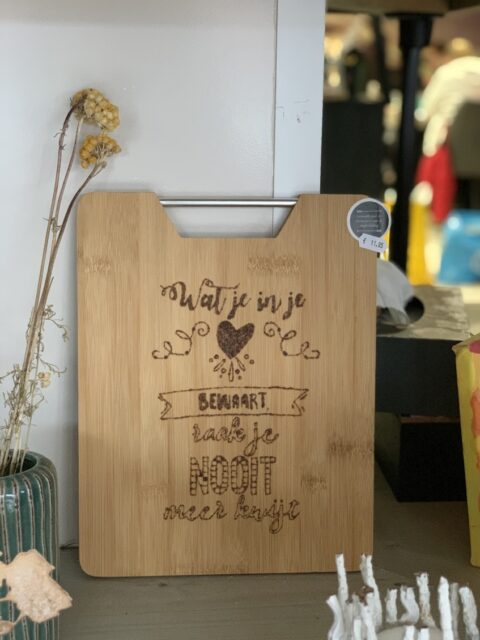 Wat je in je
BEWAART,
raak je
NOOIT
meer kwijt